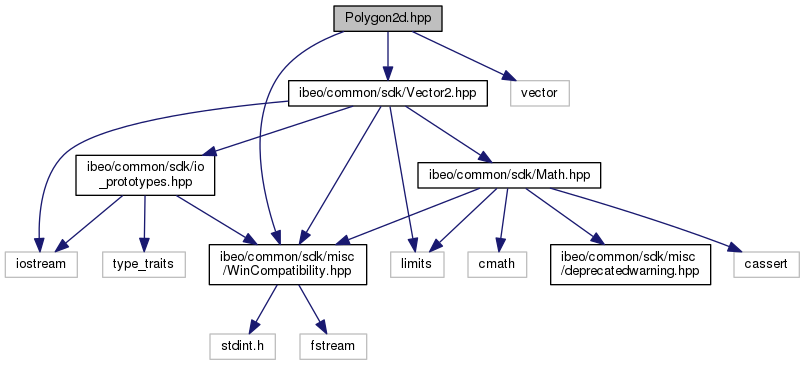 Polygon2d.hpp
ibeo/common/sdk/Vector2.hpp
vector
ibeo/common/sdk/io
_prototypes.hpp
ibeo/common/sdk/Math.hpp
iostream
type_traits
ibeo/common/sdk/misc
/WinCompatibility.hpp
limits
cmath
ibeo/common/sdk/misc
/deprecatedwarning.hpp
cassert
stdint.h
fstream